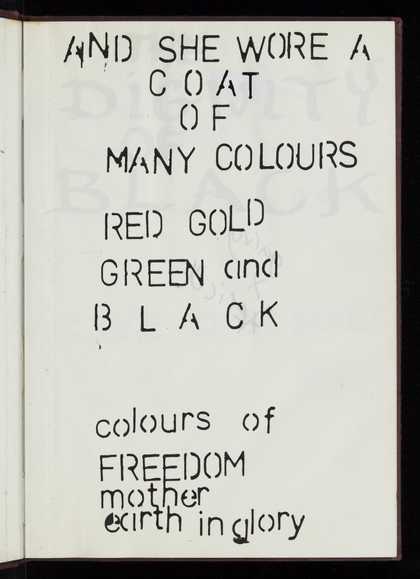 AND SHE WORE A
COAT
OF
MANY COLOURS
RED GOLD
GREEN and
BLACK
colours of
FREEDOM
mother
earth in glory